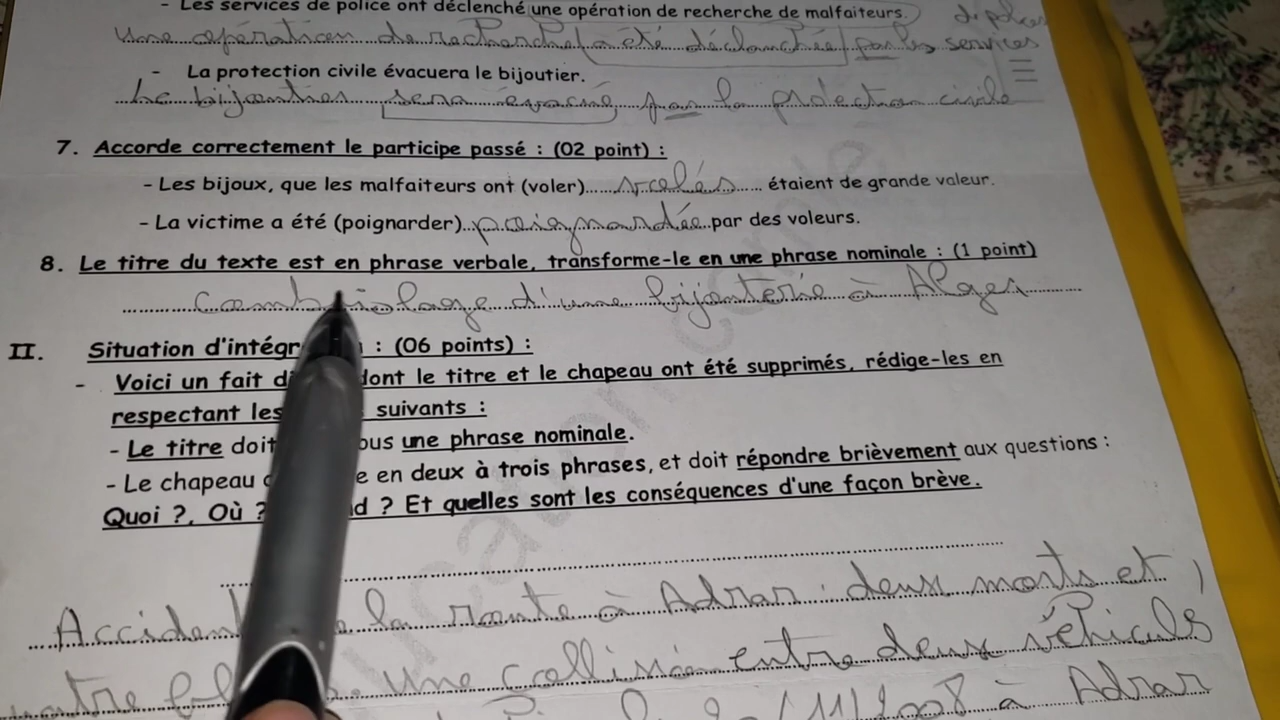 - Les services de police ont déclenché une opération de recherche de malfaiteurs.
une opération de recherche a été déclanchée par les services de police
- La protection civile évacuera le bijoutier.
Le bijoutier sera évacué par la protection civile
7. Accorde correctement le participe passé : (02 point) :
- Les bijoux, que les malfaiteurs ont (voler)......volés...... étaient de grande valeur.
- La victime a été (poignarder)..poignardée..par des voleurs.
8. Le titre du texte est en phrase verbale, transforme-le en une phrase nominale : (1 point)
cambriolage d'une bijouterie à Alger
II. Situation d'intégr : (06 points) :
- Voici un fait di dont le titre et le chapeau ont été supprimés, rédige-les en
respectant les suivants :
- Le titre doit ous une phrase nominale.
- Le chapeau e en deux à trois phrases, et doit répondre brièvement aux questions :
Quoi ?, Où ? d ? Et quelles sont les conséquences d'une façon brève.
Acciden la route à Adrar : deux morts et
Une collision entre deux véhiculs
à Adrar